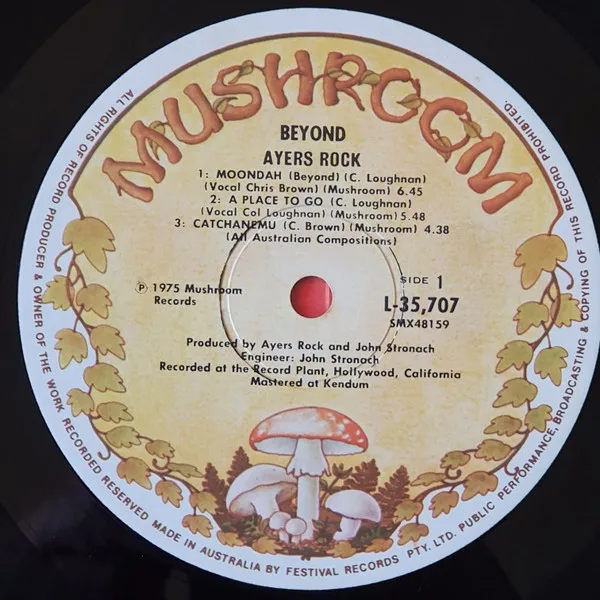 MUSHROOM
BEYOND
AYERS ROCK
1: MOONDAH (Beyond) (C. Loughnan)
(Vocal Chris Brown) (Mushroom) 6.45
2: A PLACE TO GO (C. Loughnan)
(Vocal Col Loughnan) (Mushroom) 5.48
3: CATCHANEMU (C. Brown) (Mushroom) 4.38
(All Australian Compositions)
℗ 1975 Mushroom
Records
SIDE 1
L-35,707
SMX48159
Produced by Ayers Rock and John Stronach
Engineer: John Stronach
Recorded at the Record Plant, Hollywood, California
Mastered at Kendum
ALL RIGHTS OF RECORD PRODUCER & OWNER OF THE WORK RECORDED RESERVED MADE IN AUSTRALIA BY FESTIVAL RECORDS PTY. LTD. PUBLIC PERFORMANCE, BROADCASTING & COPYING OF THIS RECORD PROHIBITED.